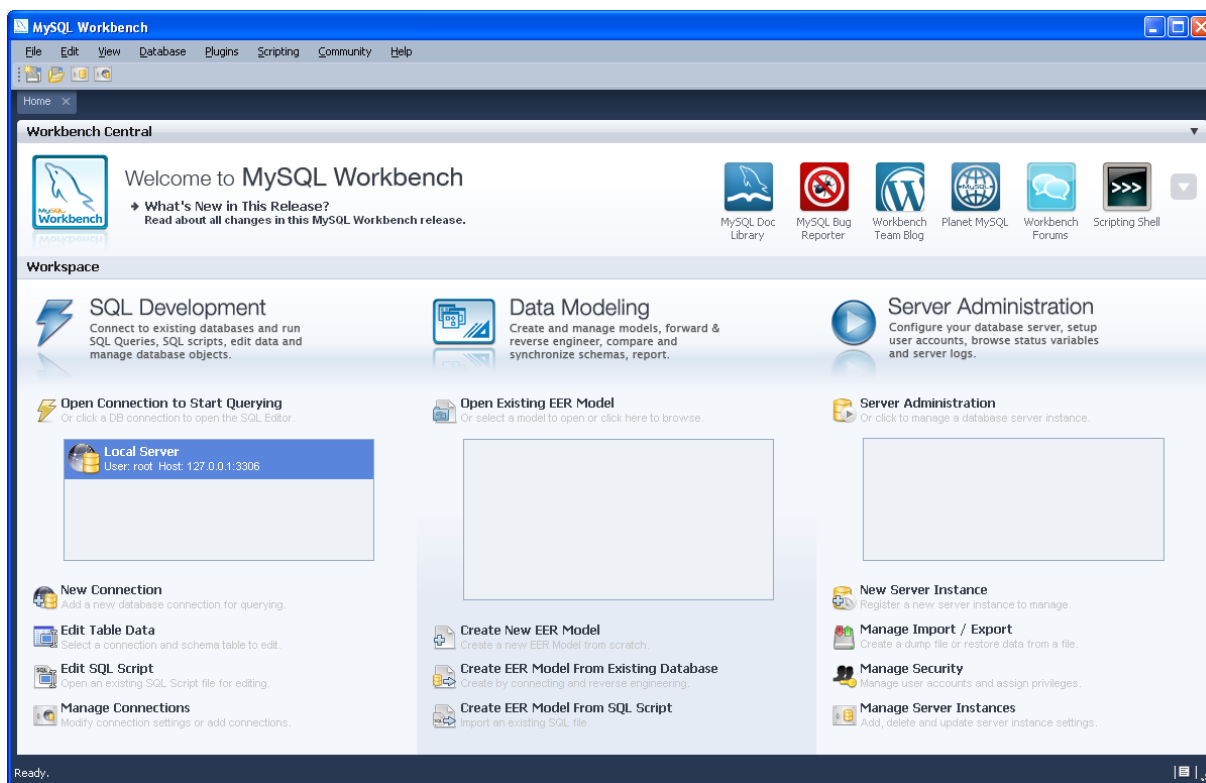 MySQL Workbench
File Edit View Database Plugins Scripting Community Help
Home
Workbench Central
MySQL
Workbench
Welcome to MySQL Workbench
What's New in This Release?
Read about all changes in this MySQL Workbench release.
MySQL Doc
Library
MySQL Bug
Reporter
Workbench
Team Blog
MySQL
Planet MySQL
Workbench
Forums
>>>
Scripting Shell
Workspace
SQL Development
Connect to existing databases and run
SQL Queries, SQL scripts, edit data and
manage database objects.
Open Connection to Start Querying
Or click a DB connection to open the SQL Editor.
Local Server
User: root Host: 127.0.0.1:3306
New Connection
Add a new database connection for querying.
Edit Table Data
Select a connection and schema table to edit.
Edit SQL Script
Open an existing SQL Script file for editing.
Manage Connections
Modify connection settings or add connections.
Data Modeling
Create and manage models, forward &
reverse engineer, compare and
synchronize schemas, report.
Open Existing EER Model
Or select a model to open or click here to browse.
Create New EER Model
Create a new EER Model from scratch.
Create EER Model From Existing Database
Create by connecting and reverse engineering.
Create EER Model From SQL Script
Import an existing SQL file.
Server Administration
Configure your database server, setup
user accounts, browse status variables
and server logs.
Server Administration
Or click to manage a database server instance.
New Server Instance
Register a new server instance to manage.
Manage Import / Export
Create a dump file or restore data from a file.
Manage Security
Manage user accounts and assign privileges.
Manage Server Instances
Add, delete and update server instance settings.
Ready.